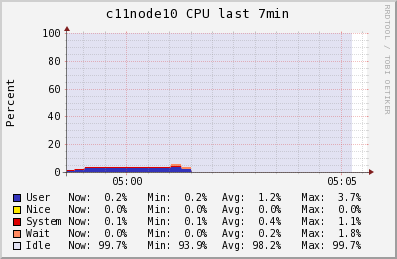 c11node10 CPU last 7min
RRDTOOL / TOBI OETIKER
Percent
100
80
60
40
20
0
05:00 05:05
User Now: 0.2% Min: 0.2% Avg: 1.2% Max: 3.7%
Nice Now: 0.0% Min: 0.0% Avg: 0.0% Max: 0.0%
System Now: 0.1% Min: 0.1% Avg: 0.4% Max: 1.1%
Wait Now: 0.0% Min: 0.0% Avg: 0.2% Max: 1.8%
Idle Now: 99.7% Min: 93.9% Avg: 98.2% Max: 99.7%